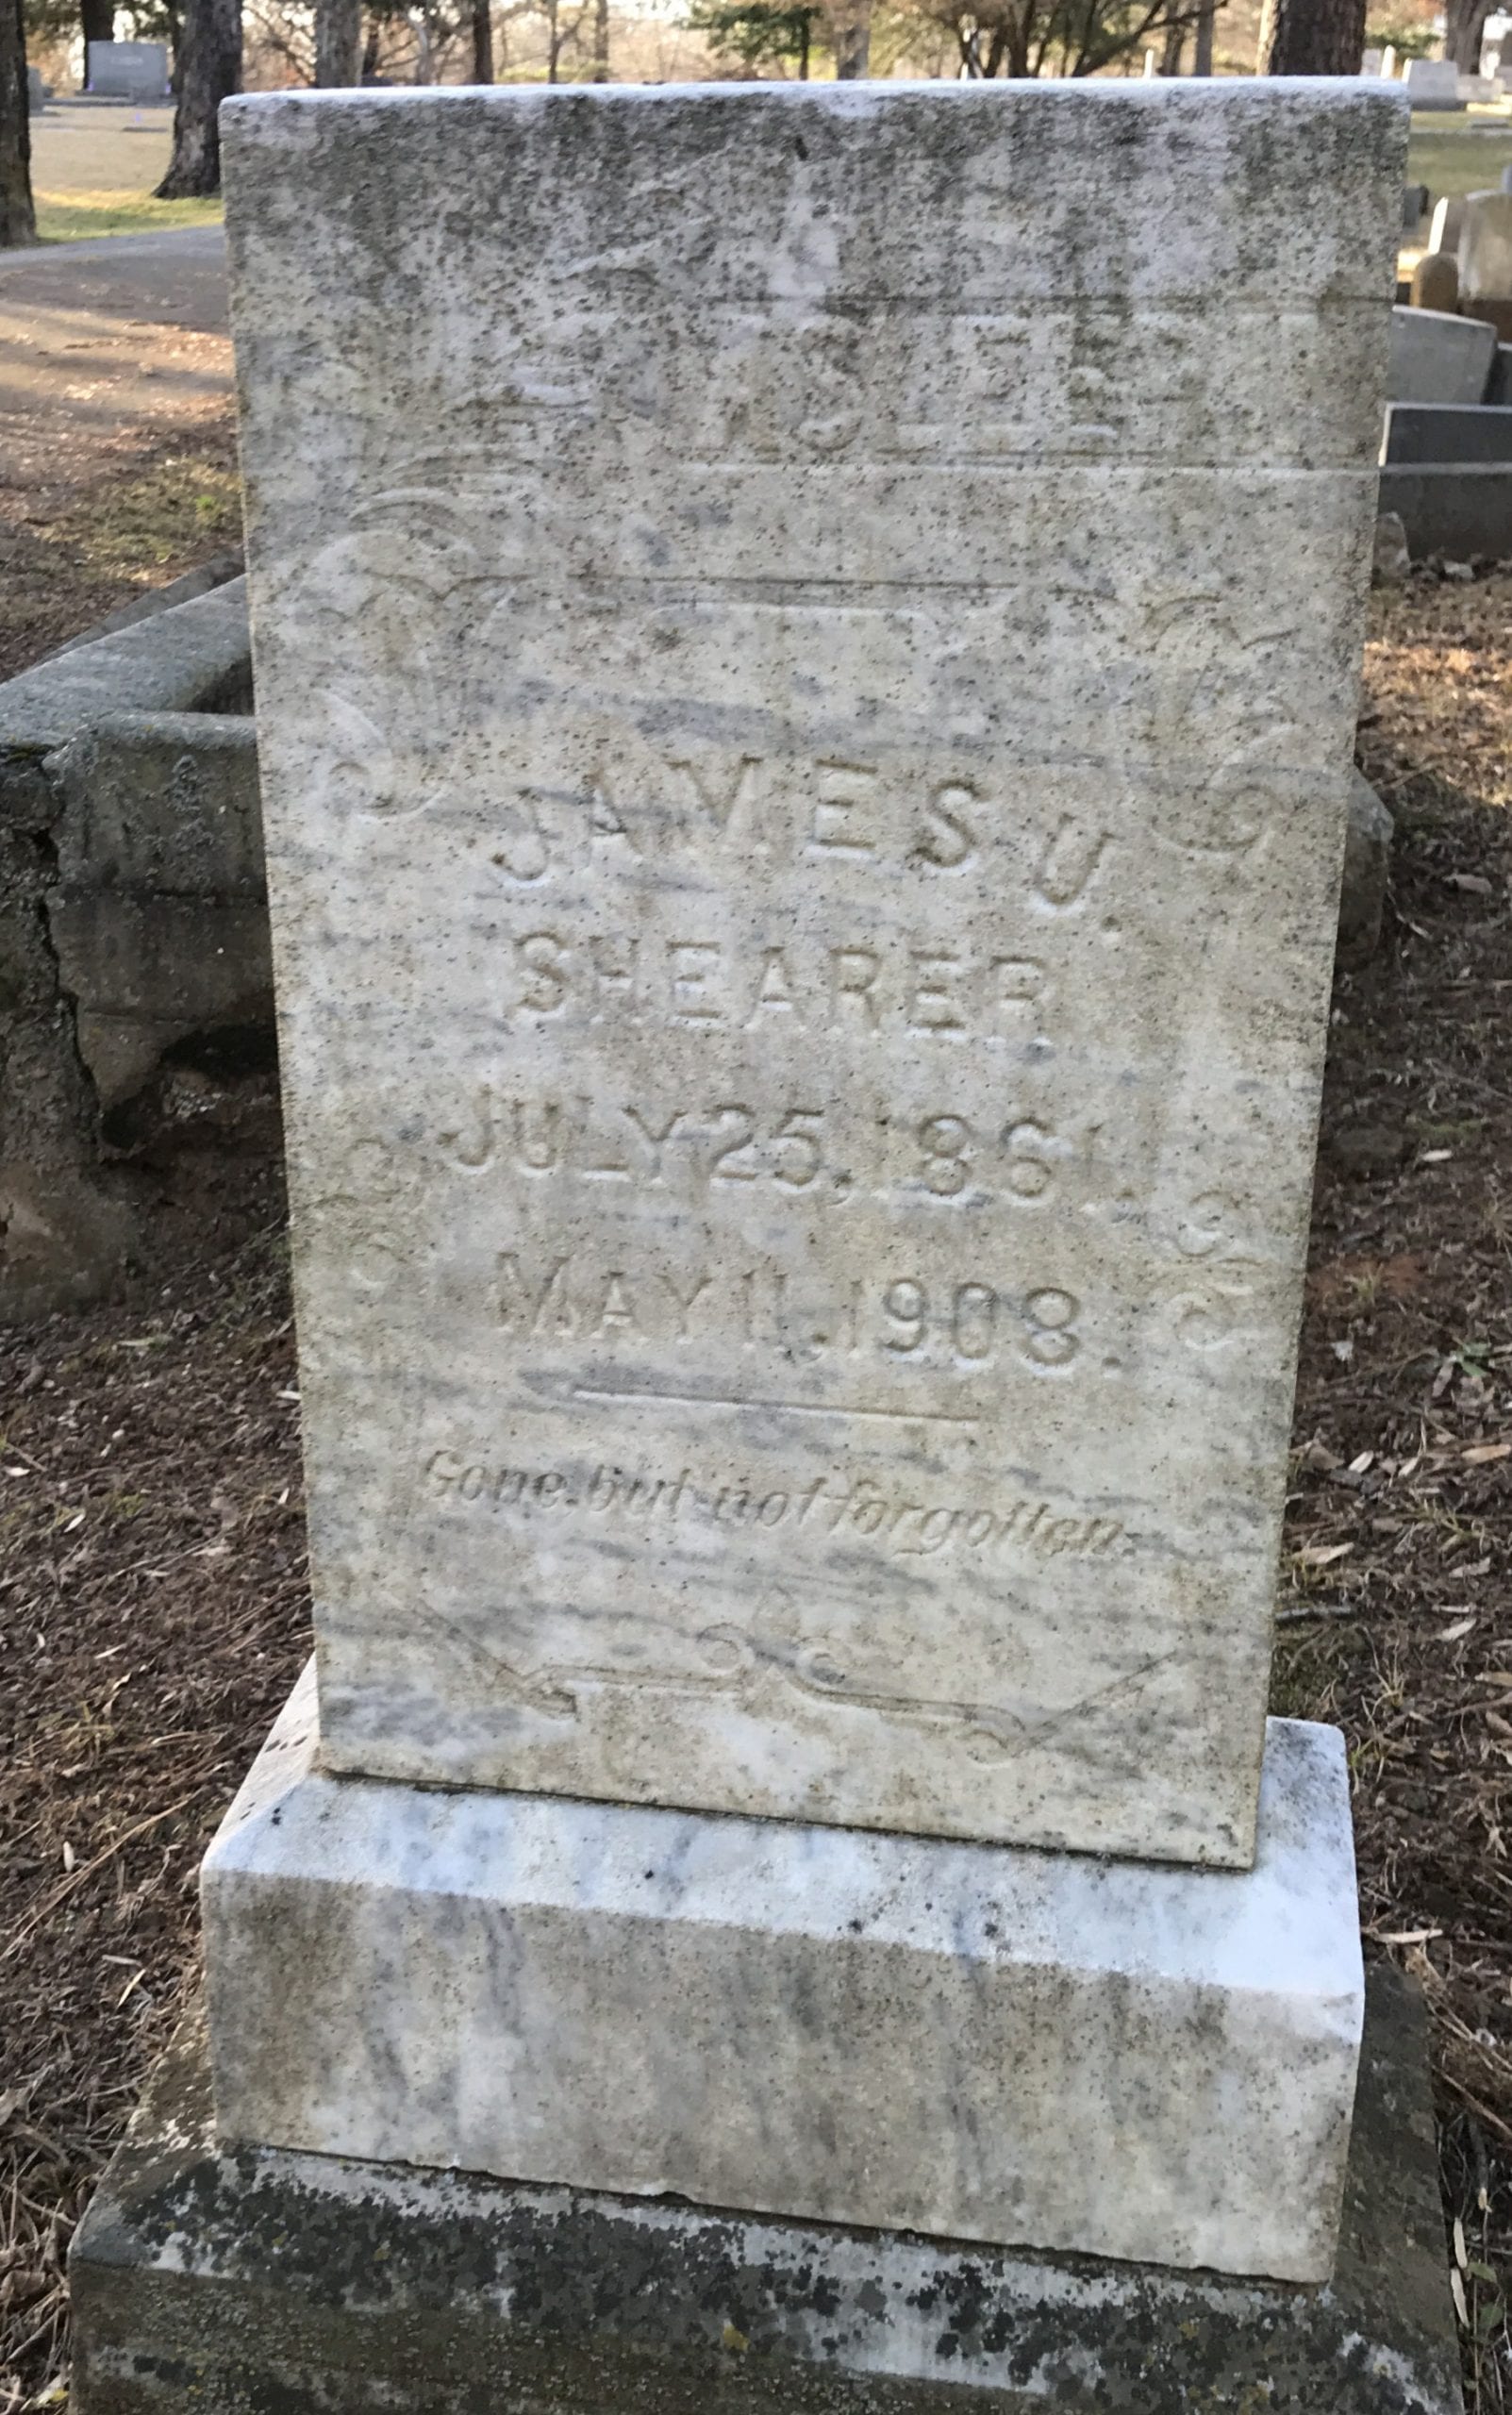 JAMES U.
SHEARER
JULY 25, 1861.
MAY 11, 1908.
Gone, but not forgotten.